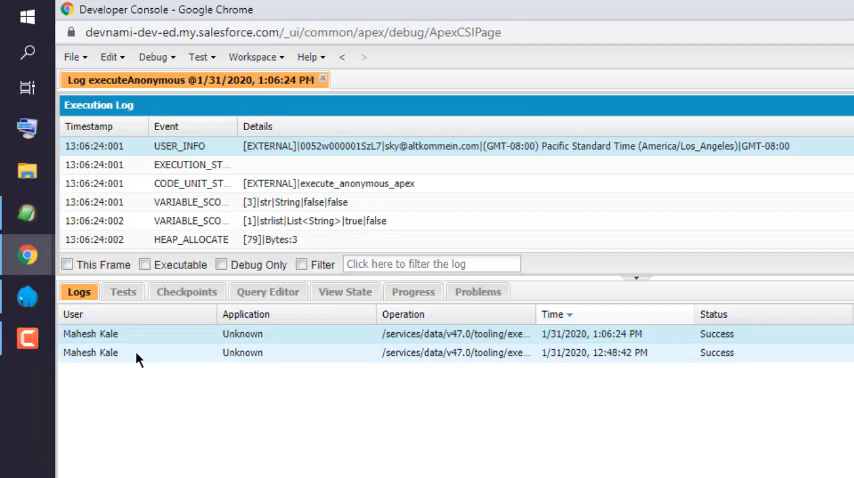 Developer Console - Google Chrome
devnami-dev-ed.my.salesforce.com/_ui/common/apex/debug/ApexCSIPage
File Edit Debug Test Workspace Help < >
Log executeAnonymous @1/31/2020, 1:06:24 PM
Execution Log
Timestamp Event Details
13:06:24:001 USER_INFO [EXTERNAL]|0052w000001SzL7|sky@altkommein.com|(GMT-08:00) Pacific Standard Time (America/Los_Angeles)|GMT-08:00
13:06:24:001 EXECUTION_ST...
13:06:24:001 CODE_UNIT_ST... [EXTERNAL]|execute_anonymous_apex
13:06:24:001 VARIABLE_SCO... [3]|str|String|false|false
13:06:24:002 VARIABLE_SCO... [1]|strlist|List<String>|true|false
13:06:24:002 HEAP_ALLOCATE [79]|Bytes:3
This Frame Executable Debug Only Filter Click here to filter the log
Logs Tests Checkpoints Query Editor View State Progress Problems
User Application Operation Time Status
Mahesh Kale Unknown /services/data/v47.0/tooling/exe... 1/31/2020, 1:06:24 PM Success
Mahesh Kale Unknown /services/data/v47.0/tooling/exe... 1/31/2020, 12:48:42 PM Success